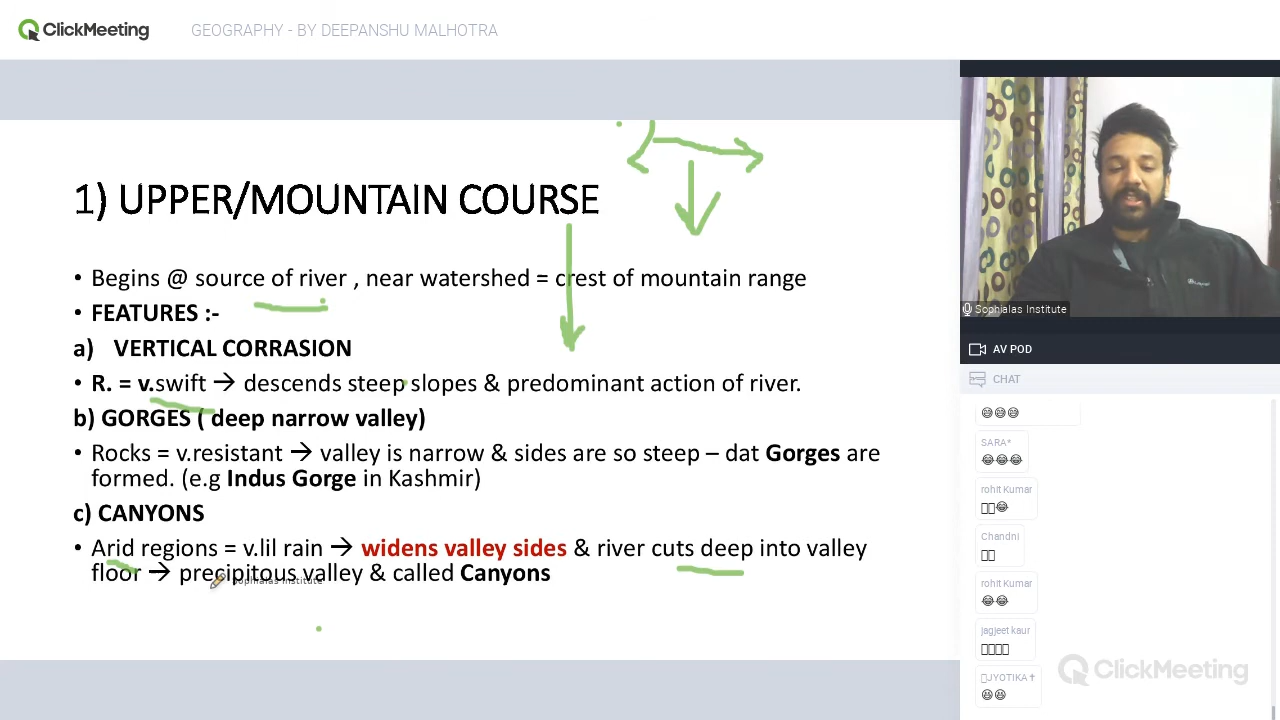 ClickMeeting
GEOGRAPHY - BY DEEPANSHU MALHOTRA
1) UPPER/MOUNTAIN COURSE
• Begins @ source of river , near watershed = crest of mountain range
• FEATURES :-
a) VERTICAL CORRASION
• R. = v.swift → descends steep slopes & predominant action of river.
b) GORGES ( deep narrow valley)
• Rocks = v.resistant → valley is narrow & sides are so steep – dat Gorges are
formed. (e.g Indus Gorge in Kashmir)
c) CANYONS
• Arid regions = v.lil rain → widens valley sides & river cuts deep into valley
floor → precipitous valley & called Canyons
Sophialas Institute
Sophialas Institute
AV POD
CHAT
😅😅😅
SARA*
😂😂😂
rohit Kumar
😂
Chandni
rohit Kumar
😂😂
jagjeet kaur
JYOTIKA✝
😆😆
ClickMeeting